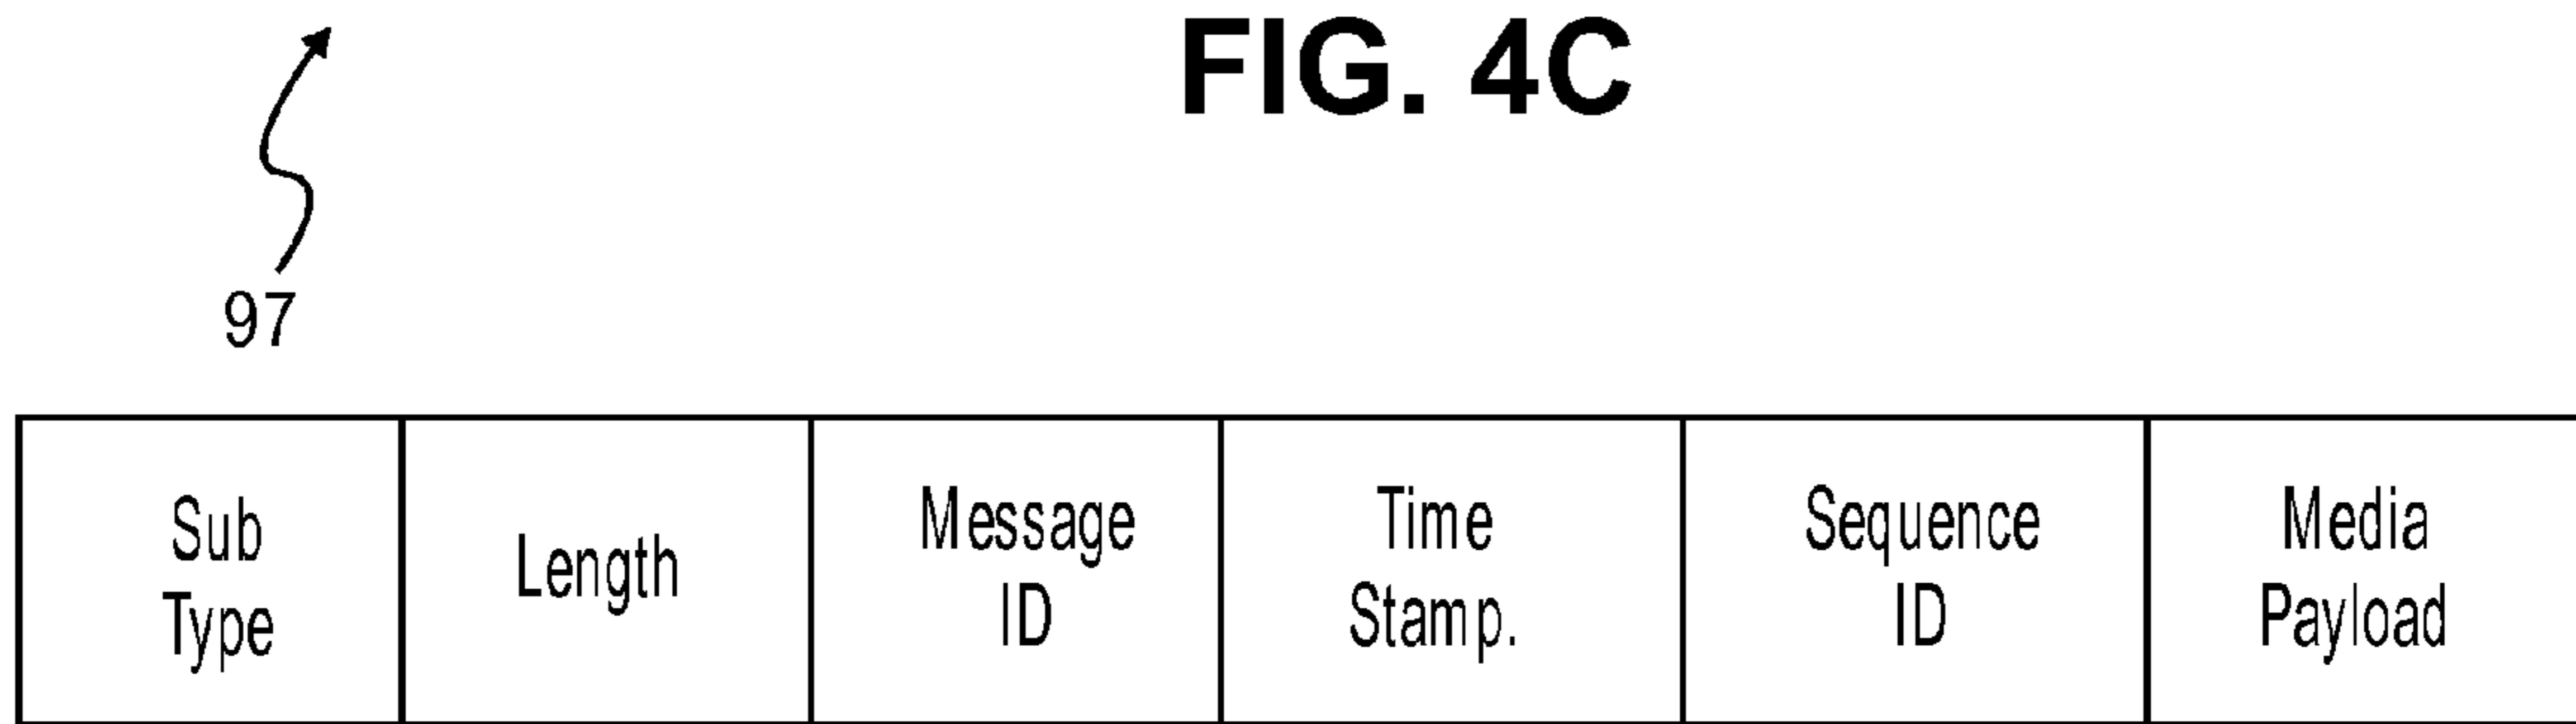 FIG. 4C
97
Sub
Type
Length
Message
ID
Time
Stamp.
Sequence
ID
Media
Payload